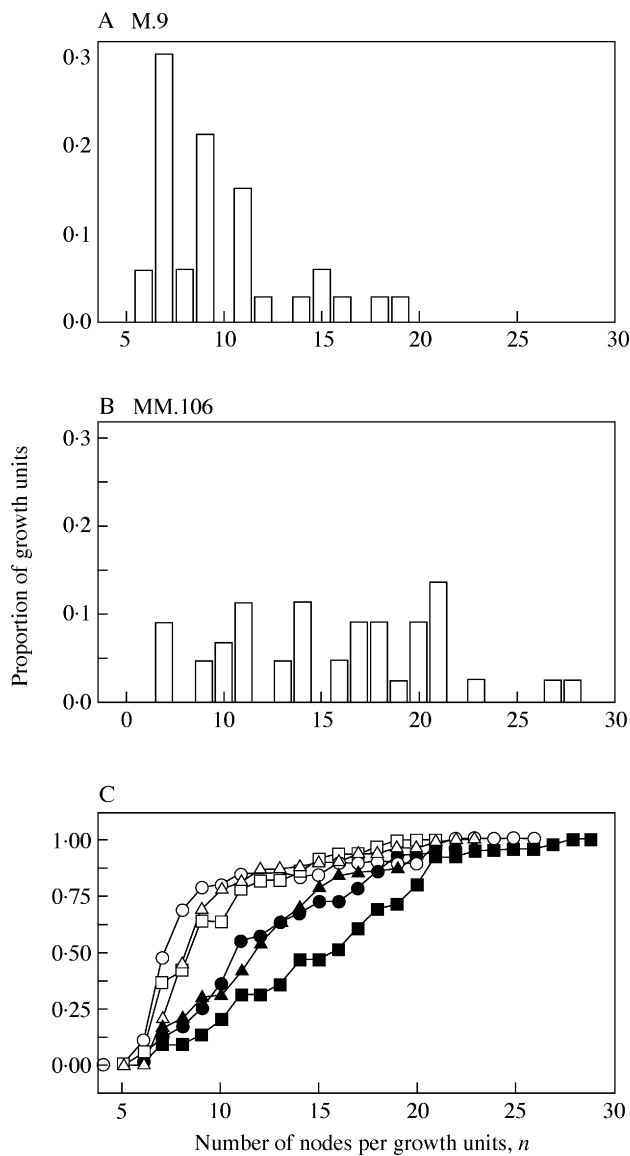 A M.9
0·3
0·2
0·1
0·0
5 10 15 20 25 30
B MM.106
0·3
0·2
0·1
0·0
0 10 15 20 25 30
Proportion of growth units
C
1·00
0·75
0·50
0·25
0·00
5 10 15 20 25 30
Number of nodes per growth units, n